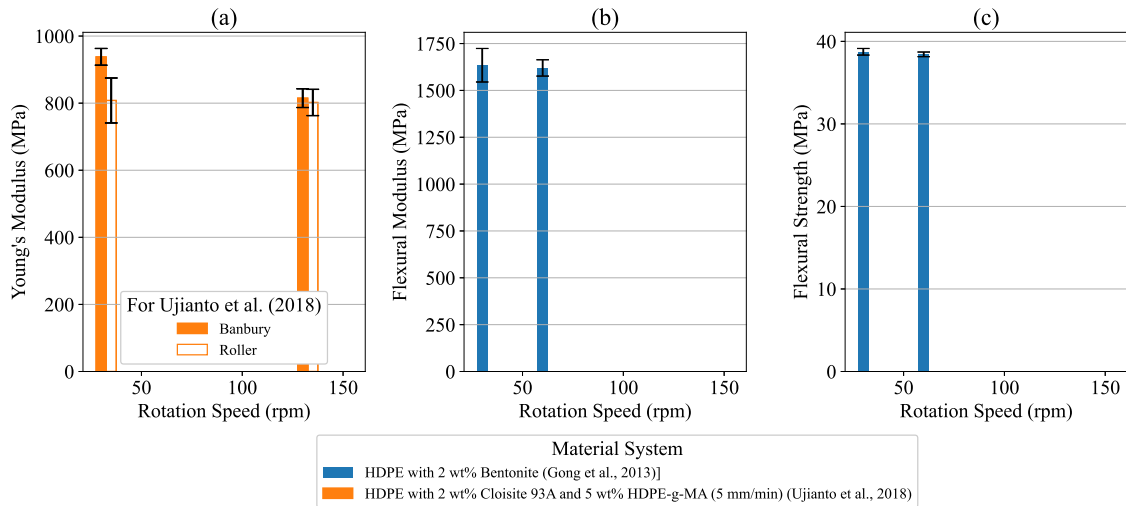 (a)
(b)
(c)
1000
800
600
400
200
0
Young's Modulus (MPa)
For Ujianto et al. (2018)
Banbury
Roller
50
100
150
Rotation Speed (rpm)
1750
1500
1250
1000
750
500
250
0
Flexural Modulus (MPa)
50
100
150
Rotation Speed (rpm)
40
30
20
10
0
Flexural Strength (MPa)
50
100
150
Rotation Speed (rpm)
Material System
HDPE with 2 wt% Bentonite (Gong et al., 2013)]
HDPE with 2 wt% Cloisite 93A and 5 wt% HDPE-g-MA (5 mm/min) (Ujianto et al., 2018)